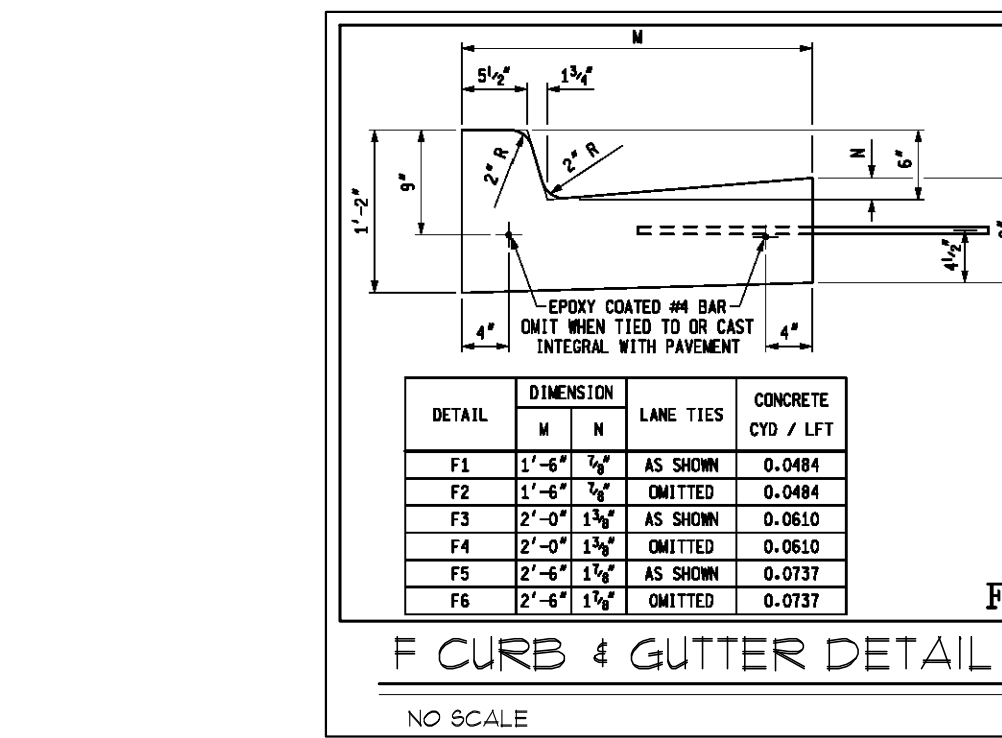 M
5 1/2" 1 3/4"
2" R
2" R
N
6"
9"
1'-2"
4 1/2"
EPOXY COATED #4 BAR
OMIT WHEN TIED TO OR CAST
INTEGRAL WITH PAVEMENT
4"
4"
DETAIL DIMENSION LANE TIES CONCRETE
M N CYD / LFT
F1 1'-6" 7/8" AS SHOWN 0.0484
F2 1'-6" 7/8" OMITTED 0.0484
F3 2'-0" 1 3/8" AS SHOWN 0.0610
F4 2'-0" 1 3/8" OMITTED 0.0610
F5 2'-6" 1 7/8" AS SHOWN 0.0737
F6 2'-6" 1 7/8" OMITTED 0.0737
F CURB & GUTTER DETAIL
NO SCALE